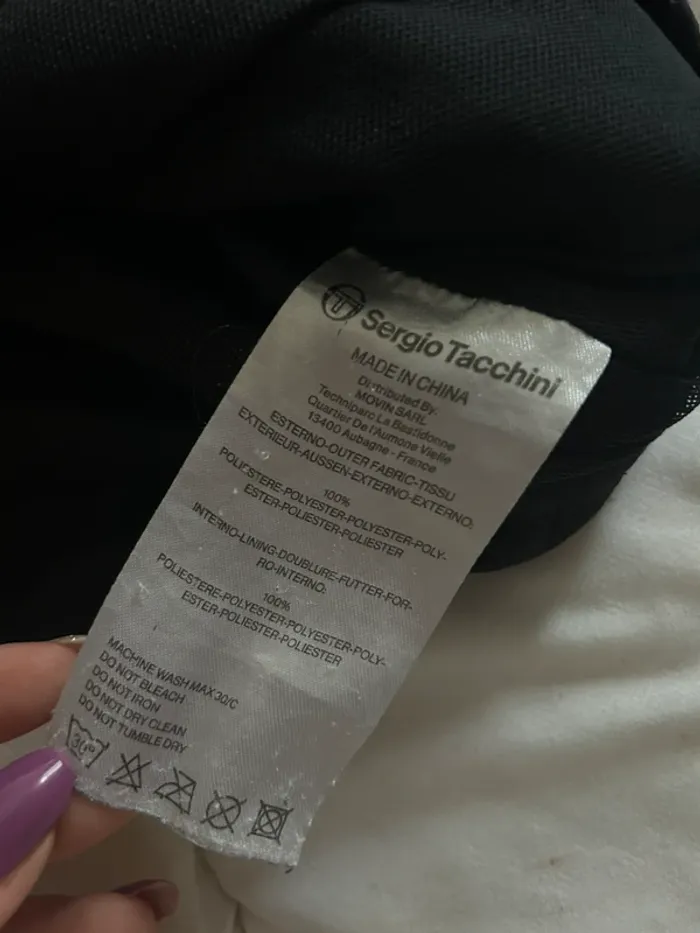 Sergio Tacchini
MADE IN CHINA
Distributed By:
MOVIN SARL
Techniparc La Bastidonne
Quartier De l'Aumone Vielle
13400 Aubagne - France
ESTERNO-OUTER FABRIC-TISSU
EXTERIEUR-AUSSEN-EXTERNO-EXTERNO:
100%
POLIESTERE-POLYESTER-POLYESTER-POLY-
ESTER-POLIESTER-POLIESTER
INTERNO-LINING-DOUBLURE-FUTTER-FOR-
RO-INTERNO:
100%
POLIESTERE-POLYESTER-POLYESTER-POLY-
ESTER-POLIESTER-POLIESTER
MACHINE WASH MAX 30/C
DO NOT BLEACH
DO NOT IRON
DO NOT DRY CLEAN
DO NOT TUMBLE DRY
30°